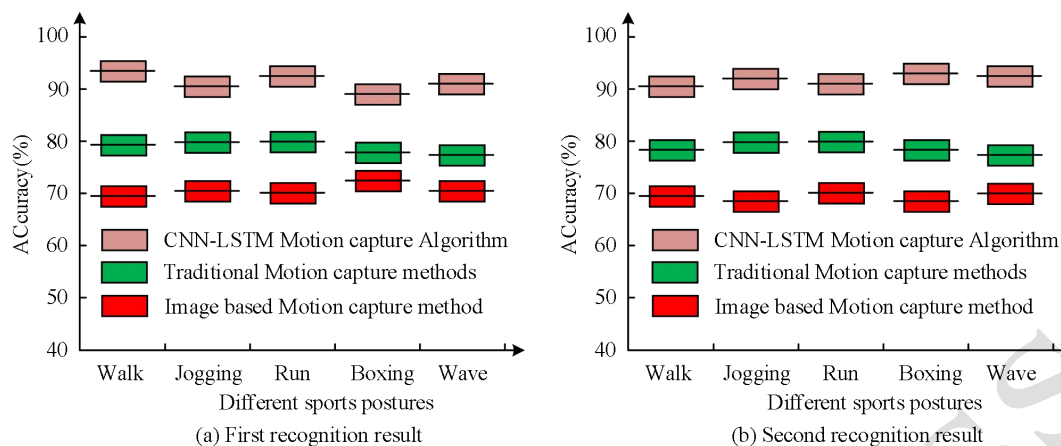 100
90
80
70
60
50
40
ACcuracy(%)
CNN-LSTM Motion capture Algorithm
Traditional Motion capture methods
Image based Motion capture method
Walk Jogging Run Boxing Wave
Different sports postures
(a) First recognition result
100
90
80
70
60
50
40
ACcuracy(%)
CNN-LSTM Motion capture Algorithm
Traditional Motion capture methods
Image based Motion capture method
Walk Jogging Run Boxing Wave
Different sports postures
(b) Second recognition result